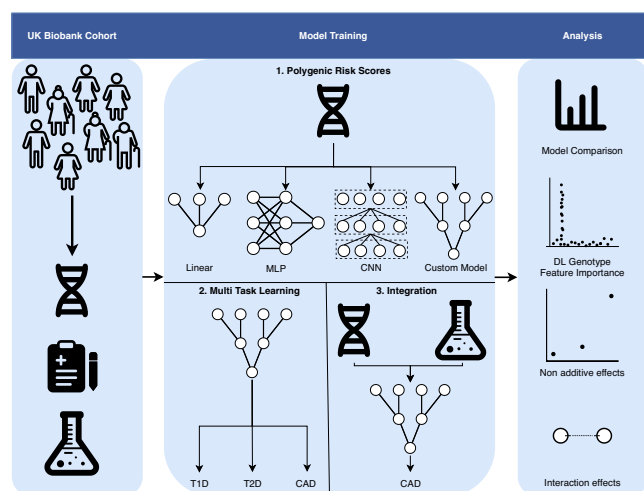 UK Biobank Cohort
Model Training
Analysis
1. Polygenic Risk Scores
Linear
MLP
CNN
Custom Model
2. Multi Task Learning
T1D
T2D
CAD
3. Integration
CAD
Model Comparison
DL Genotype
Feature Importance
Non additive effects
Interaction effects